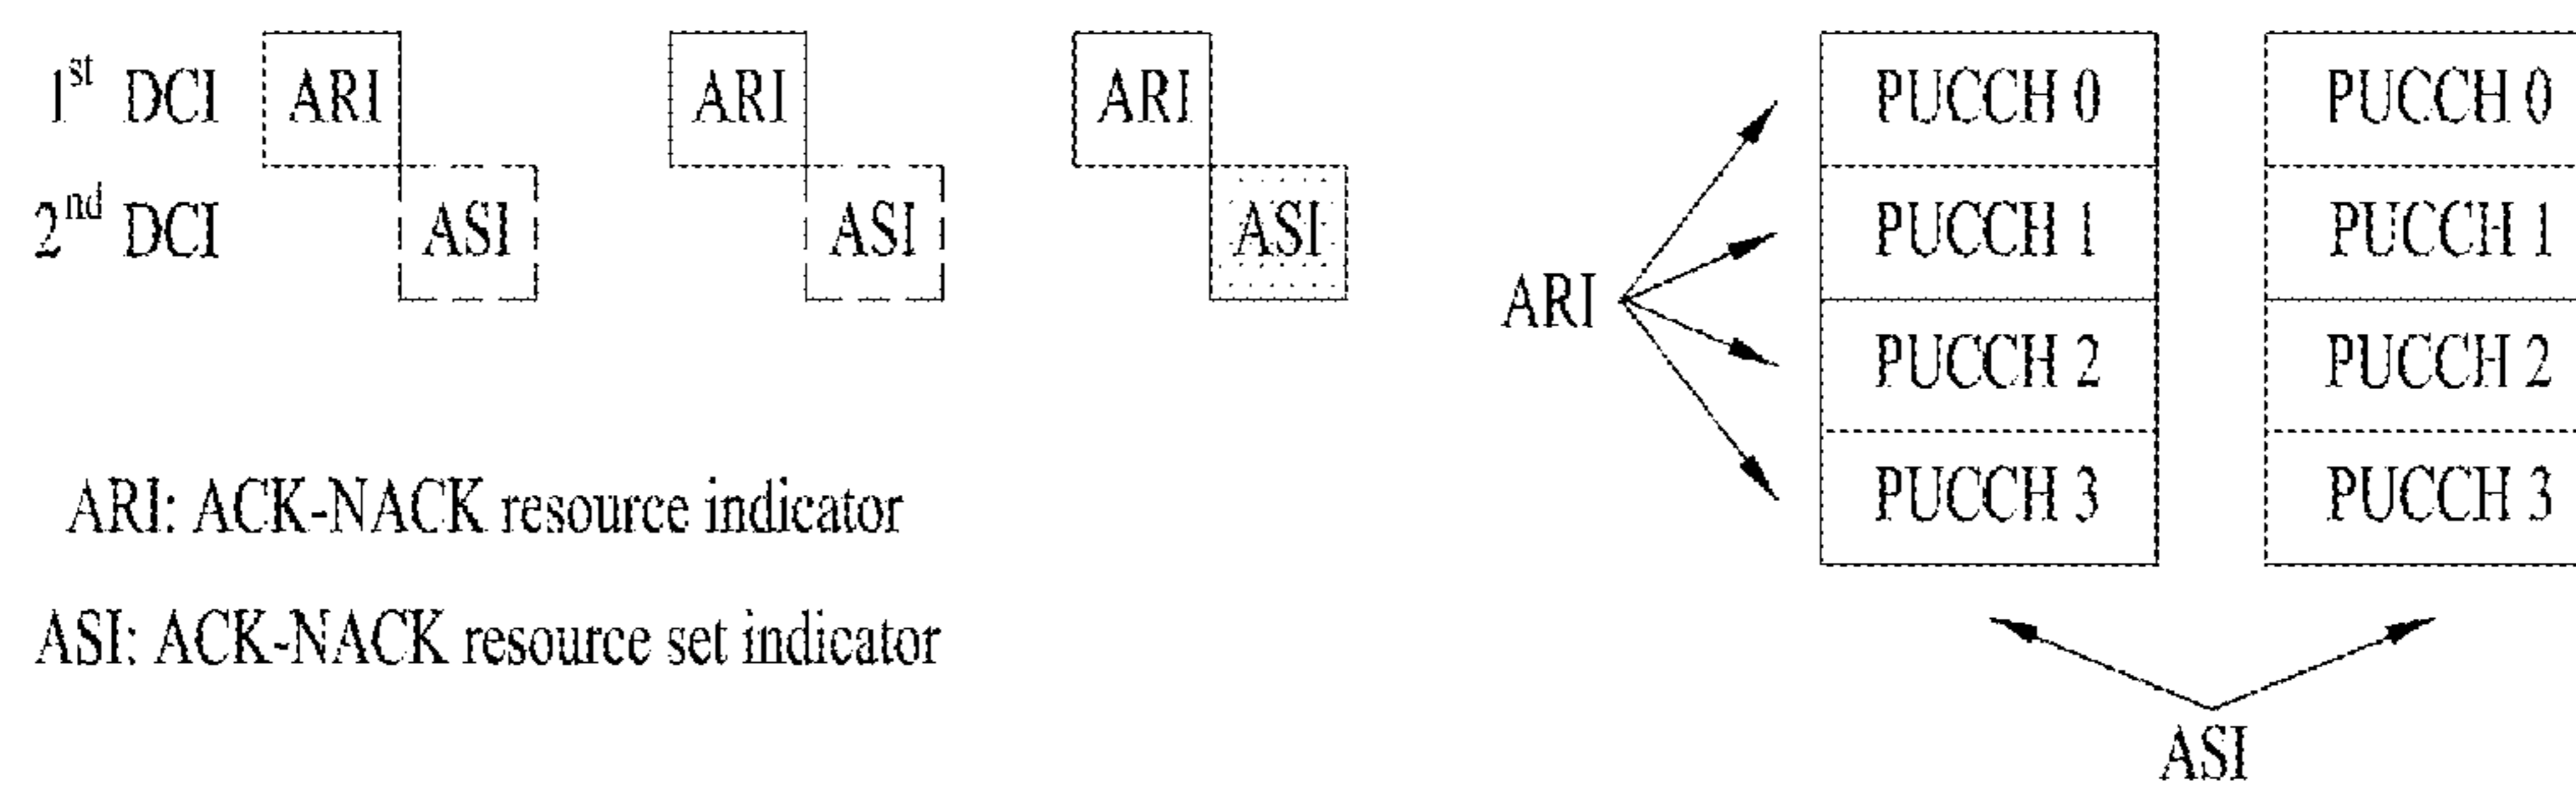 1st DCI ARI ARI ARI
2nd DCI ASI ASI ASI
ARI: ACK-NACK resource indicator
ASI: ACK-NACK resource set indicator
ARI
PUCCH 0 PUCCH 0
PUCCH 1 PUCCH 1
PUCCH 2 PUCCH 2
PUCCH 3 PUCCH 3
ASI